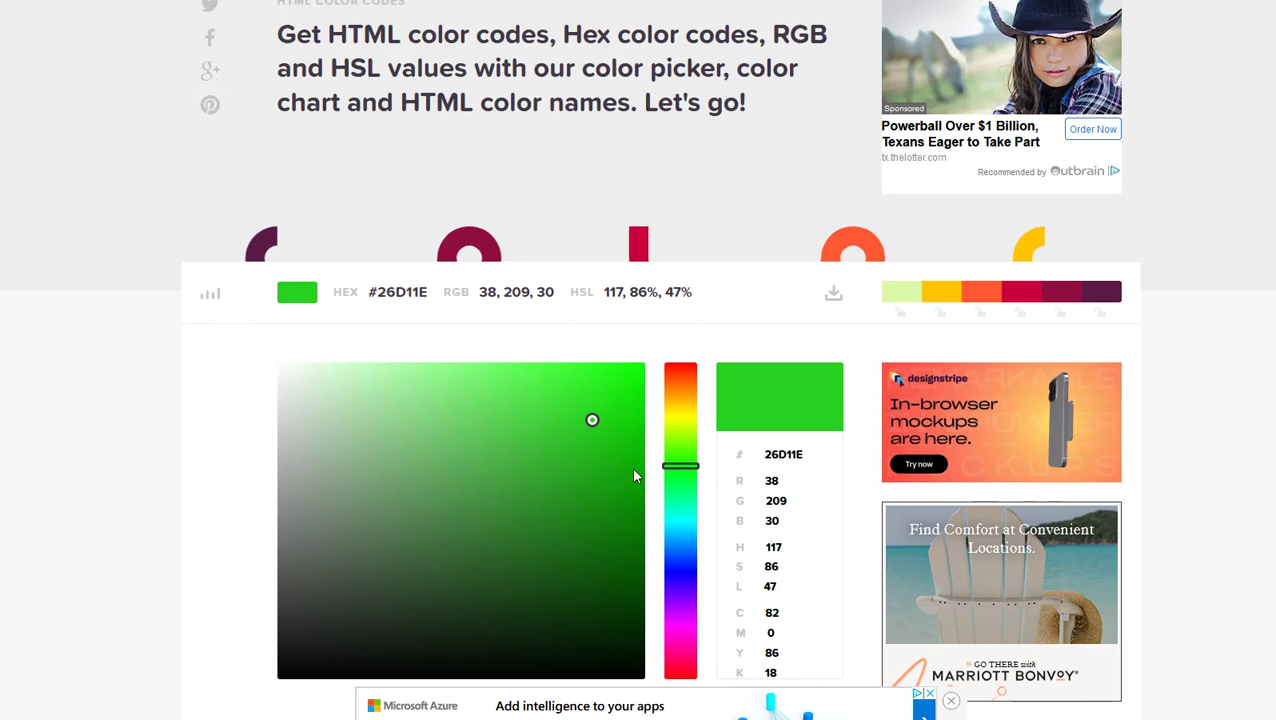 HTML COLOR CODES
Get HTML color codes, Hex color codes, RGB
and HSL values with our color picker, color
chart and HTML color names. Let's go!
Sponsored
Powerball Over $1 Billion,
Texans Eager to Take Part
Order Now
tx.thelotter.com
Recommended by Outbrain
HEX #26D11E RGB 38, 209, 30 HSL 117, 86%, 47%
# 26D11E
R 38
G 209
B 30
H 117
S 86
L 47
C 82
M 0
Y 86
K 18
designstripe
In-browser
mockups
are here.
Try now
Find Comfort at Convenient
Locations.
GO THERE with
MARRIOTT BONVOY®
Microsoft Azure
Add intelligence to your apps